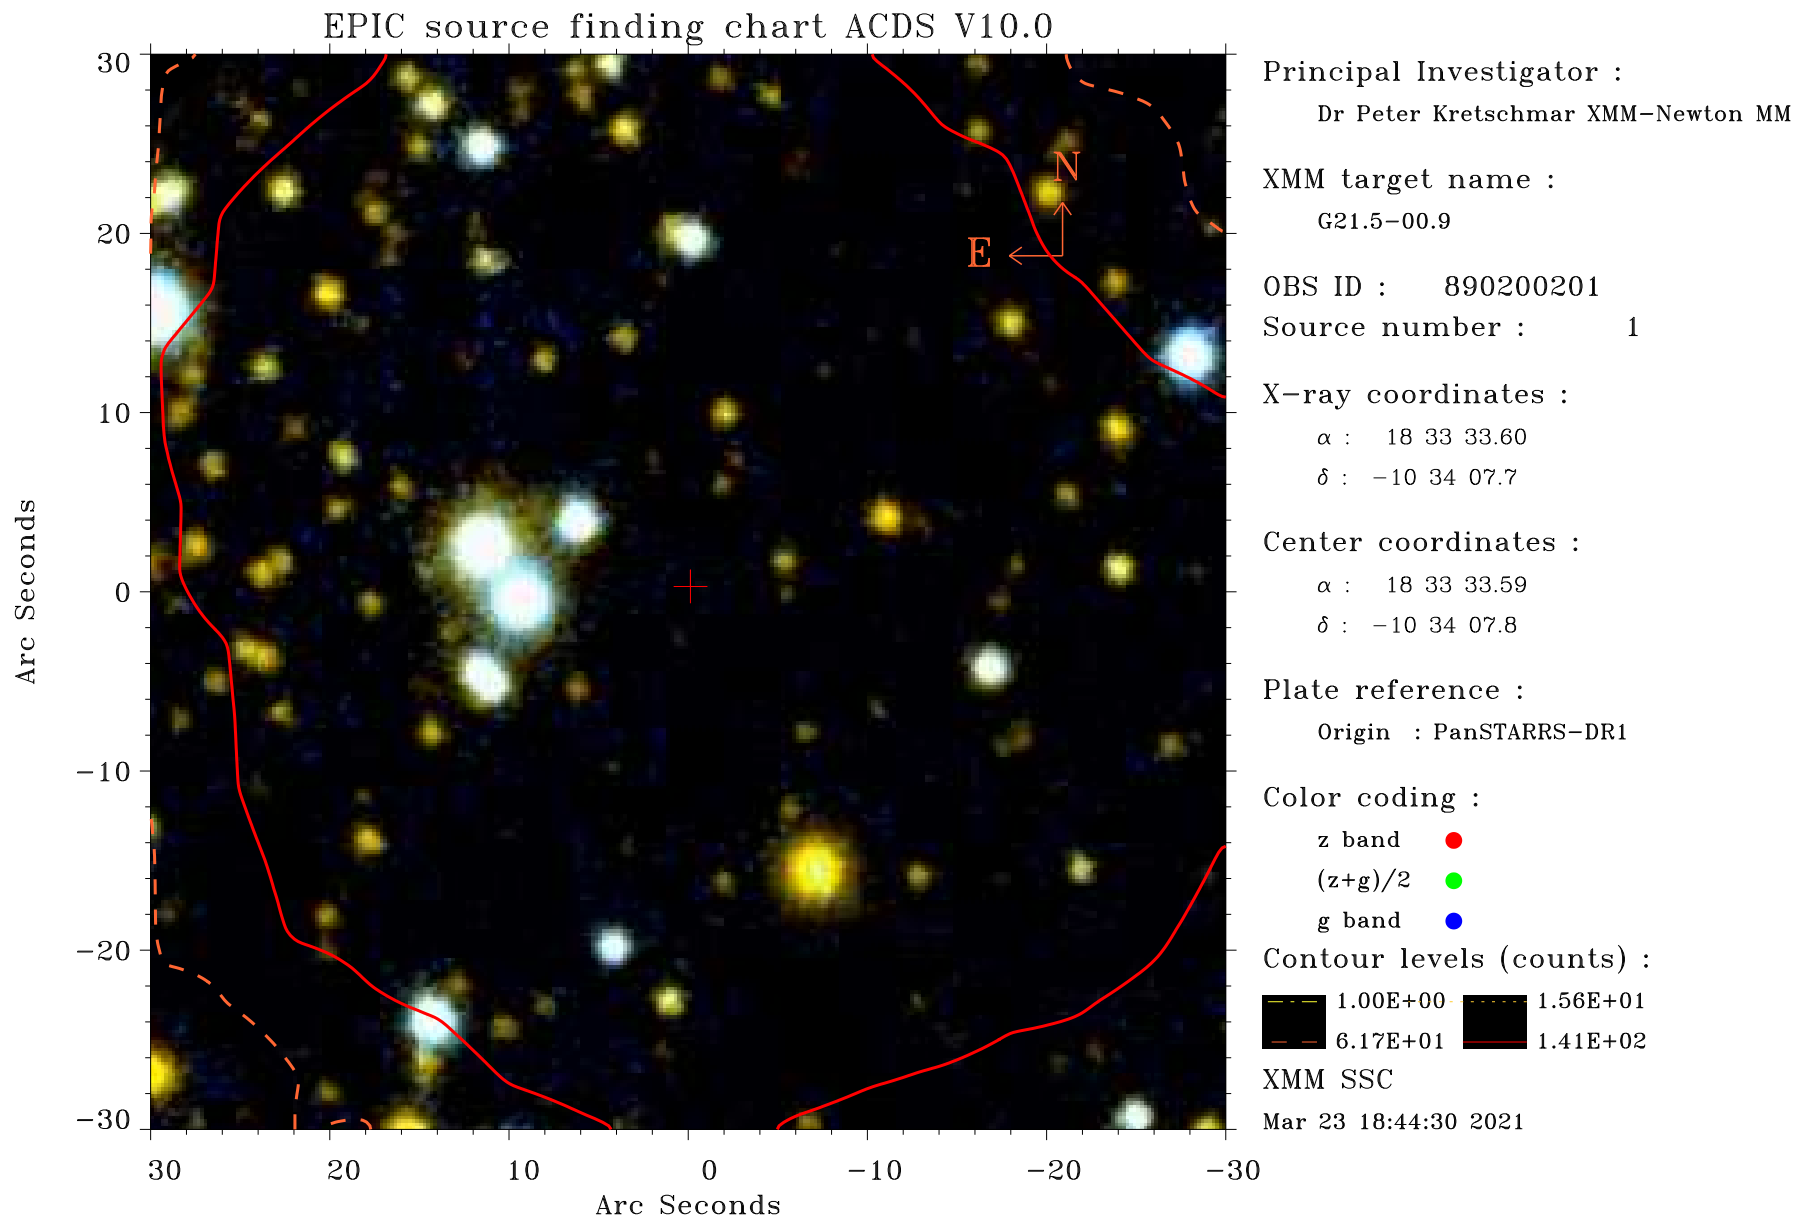 EPIC source finding chart ACDS V10.0
30
20
10
0
−10
−20
−30
Arc Seconds
N
E
30 20 10 0 −10 −20 −30
Arc Seconds
Principal Investigator :
Dr Peter Kretschmar XMM−Newton MM
XMM target name :
G21.5−00.9
OBS ID : 890200201
Source number : 1
X−ray coordinates :
α : 18 33 33.60
δ : −10 34 07.7
Center coordinates :
α : 18 33 33.59
δ : −10 34 07.8
Plate reference :
Origin : PanSTARRS−DR1
Color coding :
z band
(z+g)/2
g band
Contour levels (counts) :
1.00E+00 1.56E+01
6.17E+01 1.41E+02
XMM SSC
Mar 23 18:44:30 2021